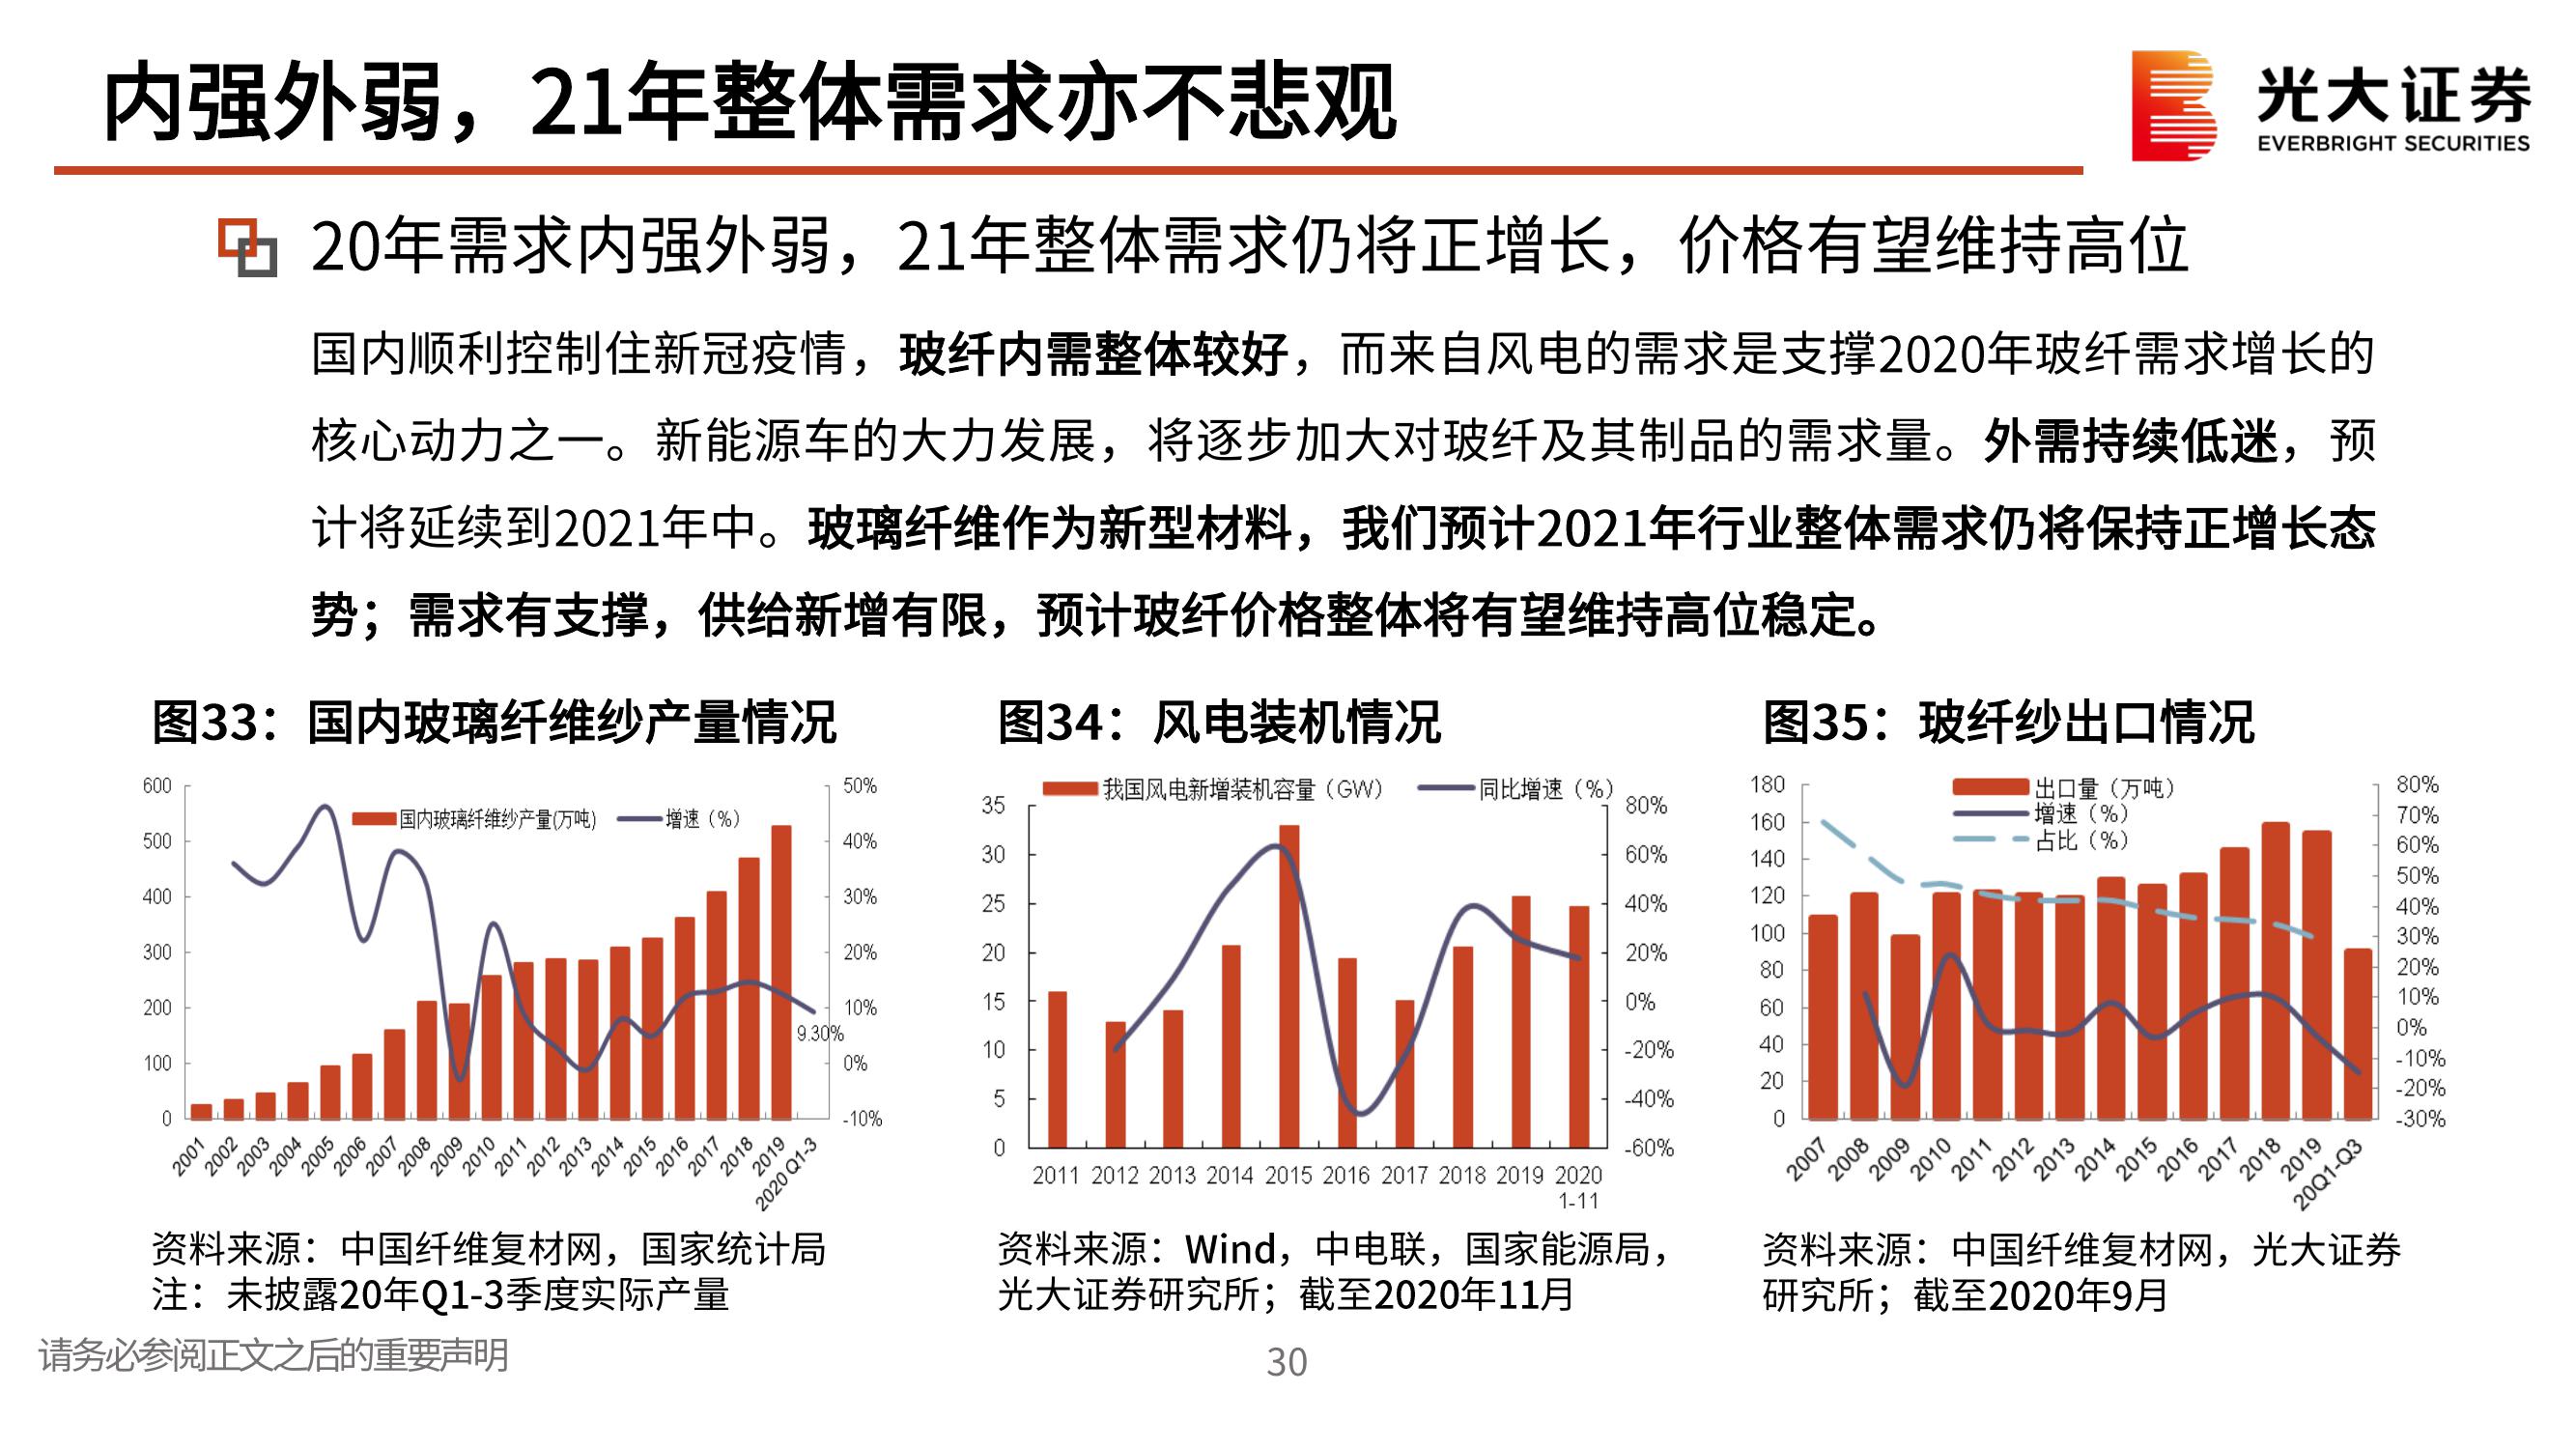 内强外弱，21年整体需求亦不悲观
光大证券
EVERBRIGHT SECURITIES
20年需求内强外弱，21年整体需求仍将正增长，价格有望维持高位
国内顺利控制住新冠疫情，玻纤内需整体较好，而来自风电的需求是支撑2020年玻纤需求增长的
核心动力之一。新能源车的大力发展，将逐步加大对玻纤及其制品的需求量。外需持续低迷，预
计将延续到2021年中。玻璃纤维作为新型材料，我们预计2021年行业整体需求仍将保持正增长态
势；需求有支撑，供给新增有限，预计玻纤价格整体将有望维持高位稳定。
图33：国内玻璃纤维纱产量情况
600
500
400
300
200
100
0
国内玻璃纤维纱产量(万吨)
增速（%）
50%
40%
30%
20%
10%
0%
-10%
9.30%
2001 2002 2003 2004 2005 2006 2007 2008 2009 2010 2011 2012 2013 2014 2015 2016 2017 2018 2019 2020 Q1-3
资料来源：中国纤维复材网，国家统计局
注：未披露20年Q1-3季度实际产量
图34：风电装机情况
我国风电新增装机容量（GW）
同比增速（%）
35
30
25
20
15
10
5
0
80%
60%
40%
20%
0%
-20%
-40%
-60%
2011 2012 2013 2014 2015 2016 2017 2018 2019 2020
1-11
资料来源：Wind，中电联，国家能源局，
光大证券研究所；截至2020年11月
图35：玻纤纱出口情况
出口量（万吨）
增速（%）
占比（%）
180
160
140
120
100
80
60
40
20
0
80%
70%
60%
50%
40%
30%
20%
10%
0%
-10%
-20%
-30%
2007 2008 2009 2010 2011 2012 2013 2014 2015 2016 2017 2018 2019 20Q1-Q3
资料来源：中国纤维复材网，光大证券
研究所；截至2020年9月
请务必参阅正文之后的重要声明
30